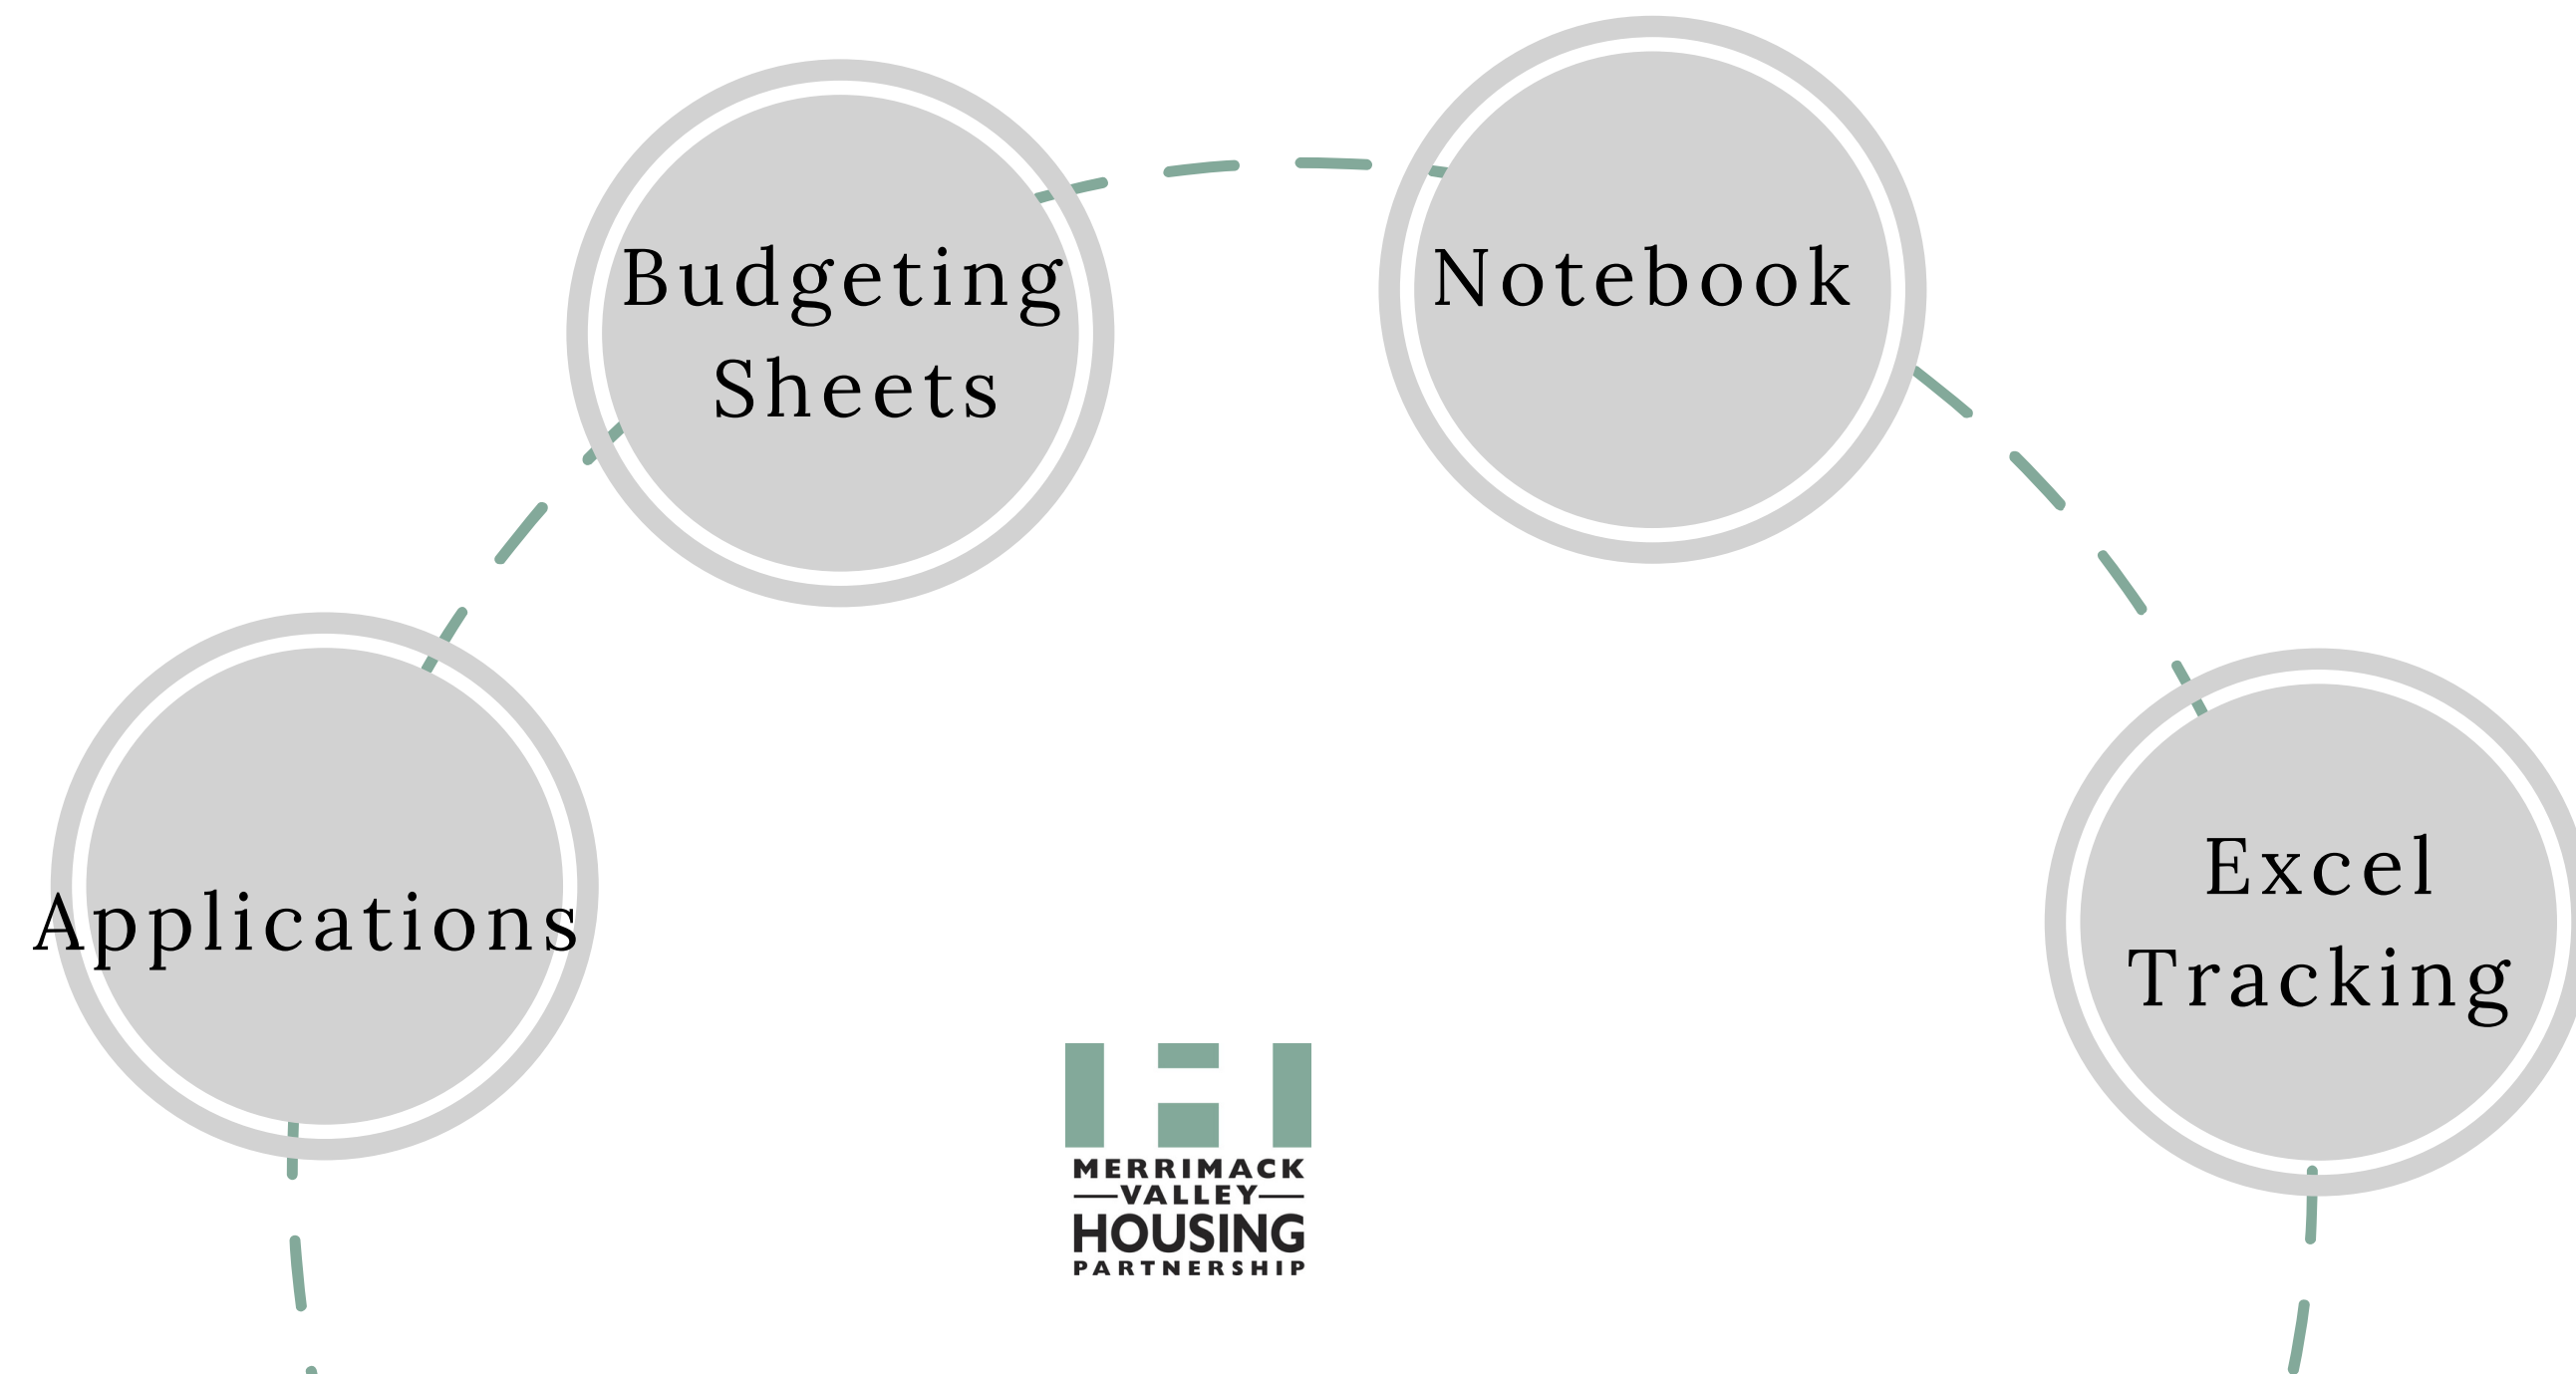 Budgeting
Sheets
Notebook
Applications
Excel
Tracking
MERRIMACK
VALLEY
HOUSING
PARTNERSHIP